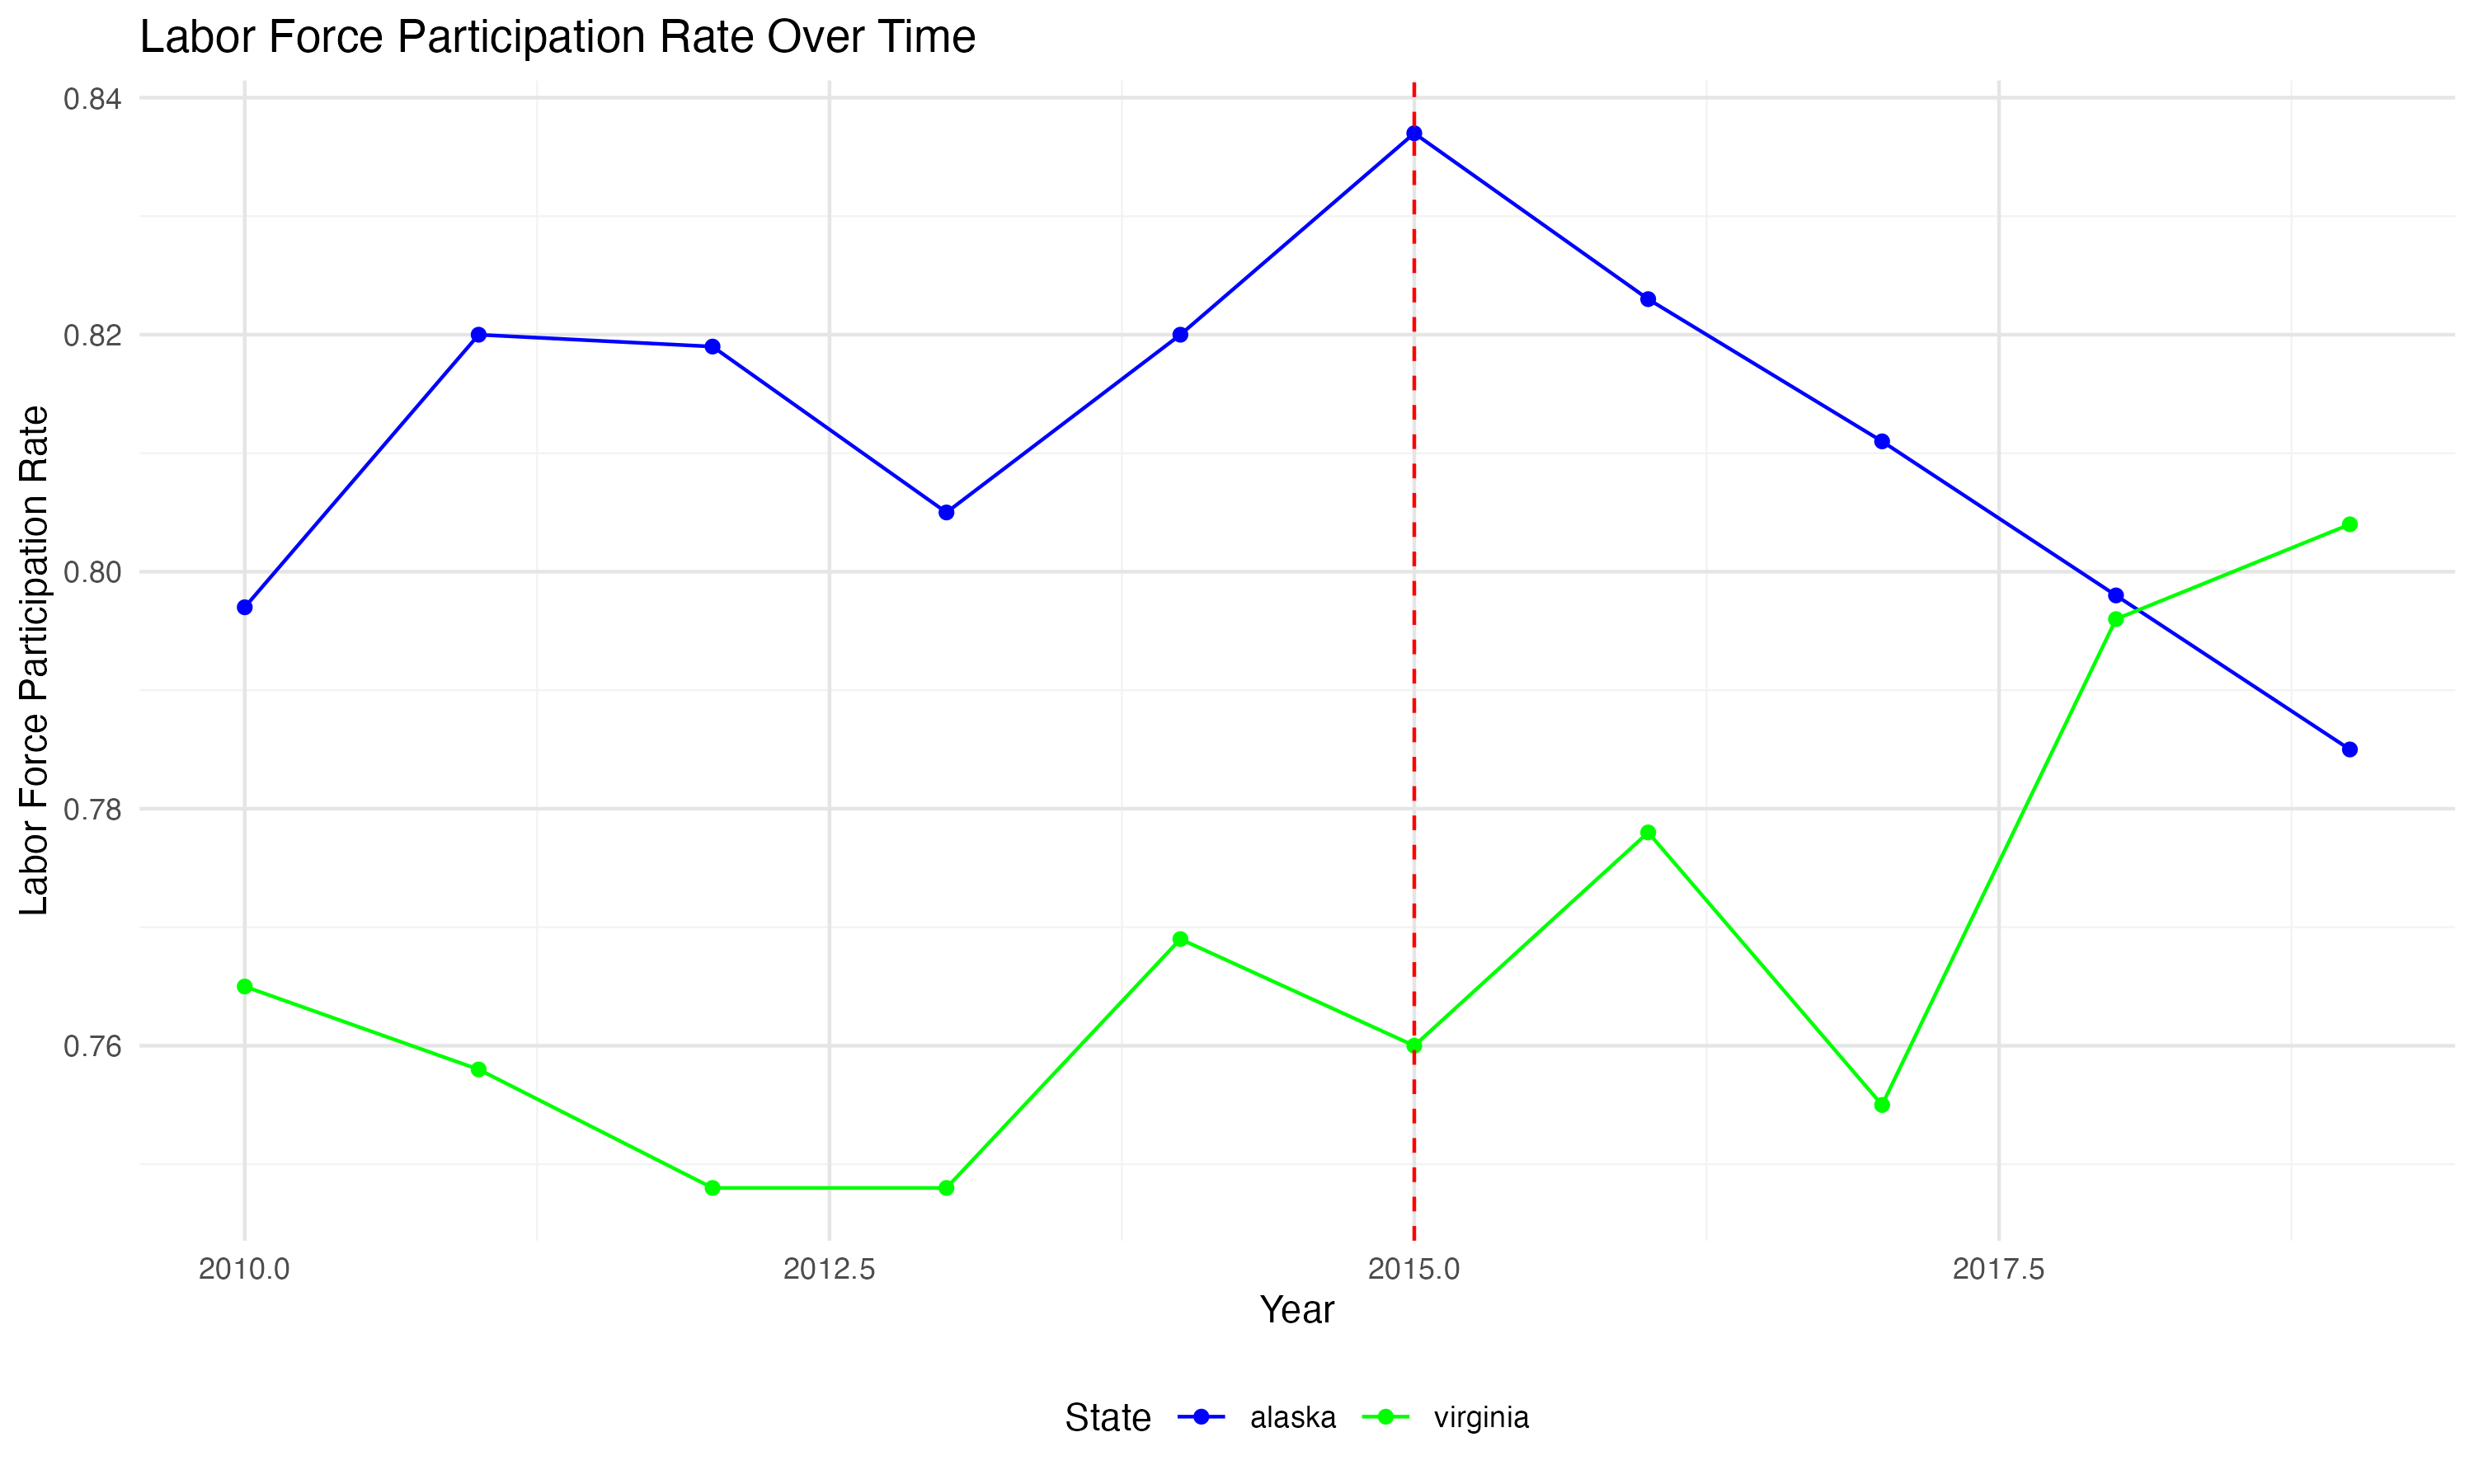 Labor Force Participation Rate Over Time
0.84
0.82
0.80
0.78
0.76
Labor Force Participation Rate
2010.0 2012.5 2015.0 2017.5
Year
State alaska virginia